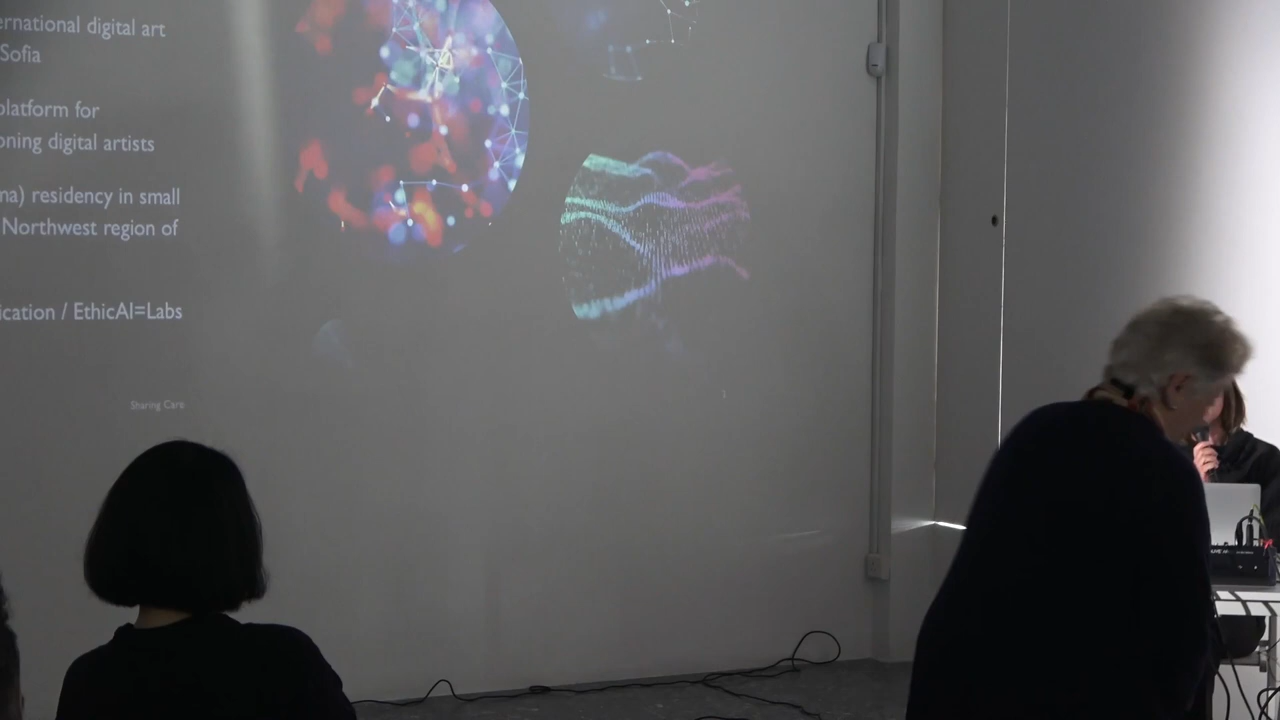 ernational digital art
Sofia
platform for
oning digital artists
ma) residency in small
Northwest region of
ication / EthicAI=Labs
Sharing Care